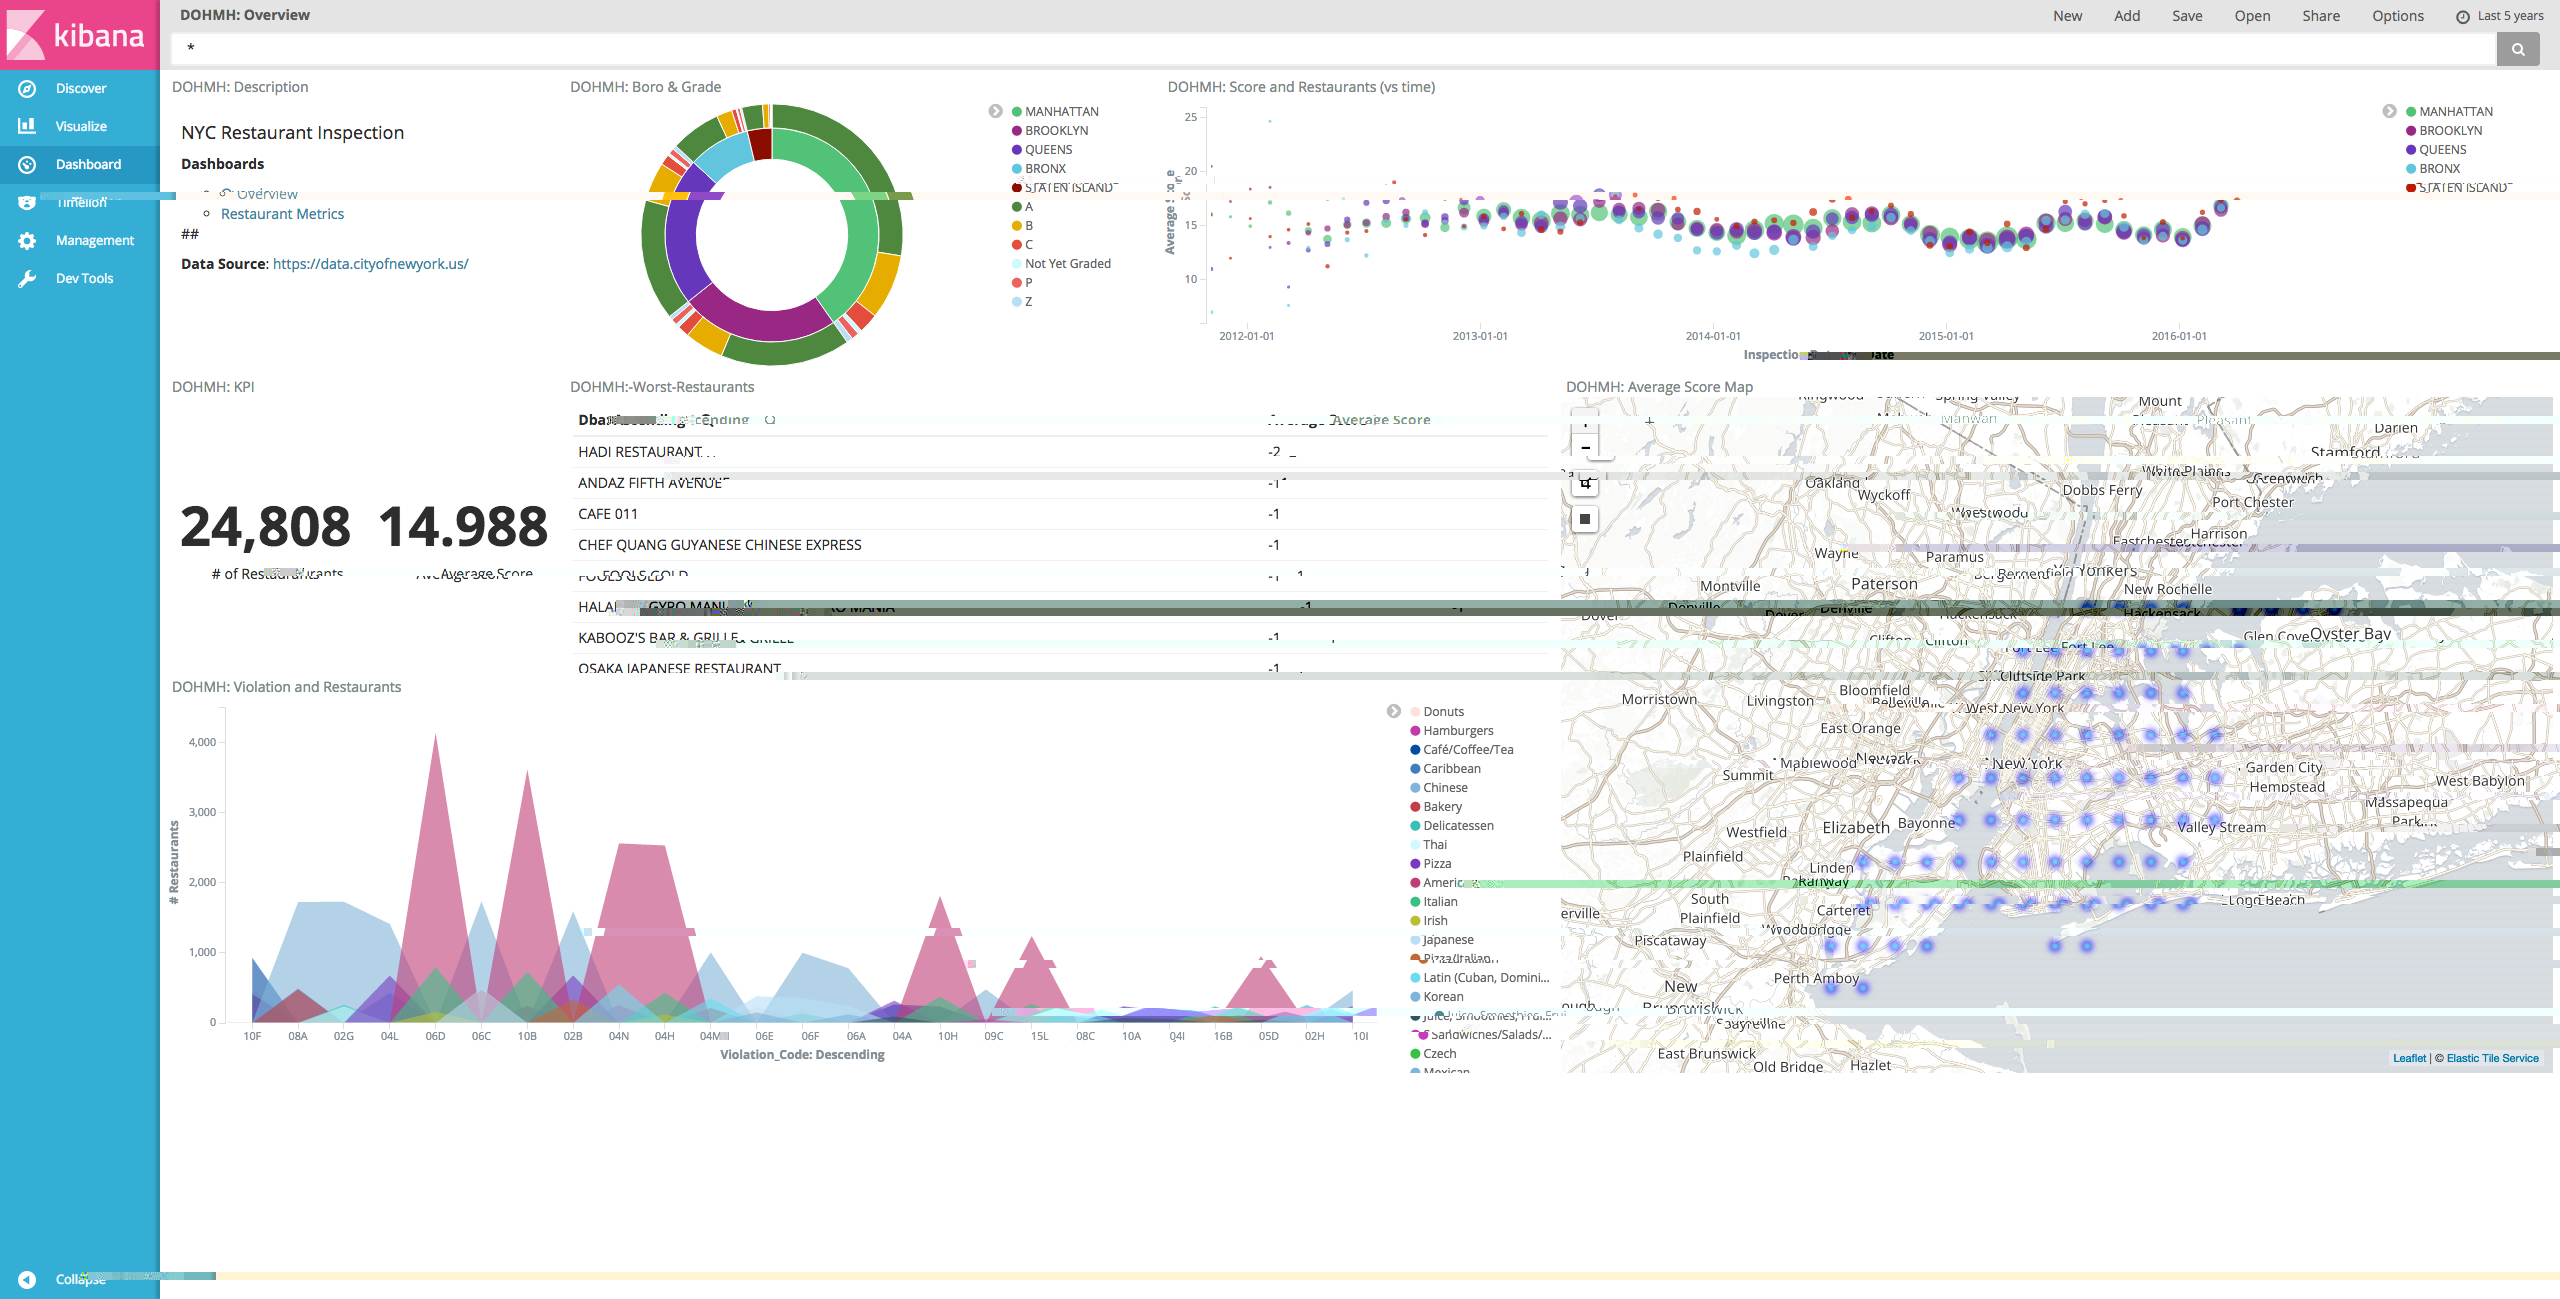 kibana
Discover
Visualize
Dashboard
Timelion
Management
Dev Tools
Collapse
DOHMH: Overview
New Add Save Open Share Options Last 5 years
*
DOHMH: Description
NYC Restaurant Inspection
Dashboards
Overview
Restaurant Metrics
##
Data Source: https://data.cityofnewyork.us/
DOHMH: Boro & Grade
MANHATTAN
BROOKLYN
QUEENS
BRONX
STATEN ISLAND
A
B
C
Not Yet Graded
P
Z
DOHMH: Score and Restaurants (vs time)
25
20
15
10
Average
2012-01-01 2013-01-01 2014-01-01 2015-01-01 2016-01-01
MANHATTAN
BROOKLYN
QUEENS
BRONX
STATEN ISLAND
DOHMH: KPI
24,808 14.988
# of Restaurants Average Score
DOHMH:-Worst-Restaurants
Average Score
HADI RESTAURANT -2
ANDAZ FIFTH AVENUE -1
CAFE 011 -1
CHEF QUANG GUYANESE CHINESE EXPRESS -1
FOOLS GOLD -1
HALAL GYRO MANIA -1
KABOOZ'S BAR & GRILLE -1
OSAKA JAPANESE RESTAURANT -1
DOHMH: Average Score Map
Mount
Pleasant
Darien
Stamford
White Plains
Greenwich
Oakland
Wyckoff
Dobbs Ferry
Port Chester
Westwood
Harrison
Eastchester
Wayne
Paramus
Bergenfield
Yonkers
Montville
Paterson
New Rochelle
Denville
Dover
Hackensack
Clifton
Glen Cove
Oyster Bay
Fort Lee
Cliffside Park
Morristown
Livingston
Bloomfield
Belleville
West New York
East Orange
Maplewood
Newark
New York
Summit
Garden City
Hempstead
West Babylon
Massapequa
Park
Westfield
Elizabeth
Bayonne
Valley Stream
Plainfield
Linden
Rahway
South
Plainfield
Carteret
Long Beach
erville
Woodbridge
Piscataway
Perth Amboy
New
Brunswick
Sayreville
East Brunswick
Old Bridge
Hazlet
Leaflet | © Elastic Tile Service
DOHMH: Violation and Restaurants
4,000
3,000
2,000
1,000
0
# Restaurants
10F 08A 02G 04L 06D 06C 10B 02B 04N 04H 04M 06E 06F 06A 04A 10H 09C 15L 08C 10A 04J 16B 05D 02H 10I
Violation_Code: Descending
Donuts
Hamburgers
Café/Coffee/Tea
Caribbean
Chinese
Bakery
Delicatessen
Thai
Pizza
Americ
Italian
Irish
Japanese
Pizza/Italian
Latin (Cuban, Domini...
Korean
Juice, Smoothies, Frui...
Sandwiches/Salads/...
Czech
Mexican